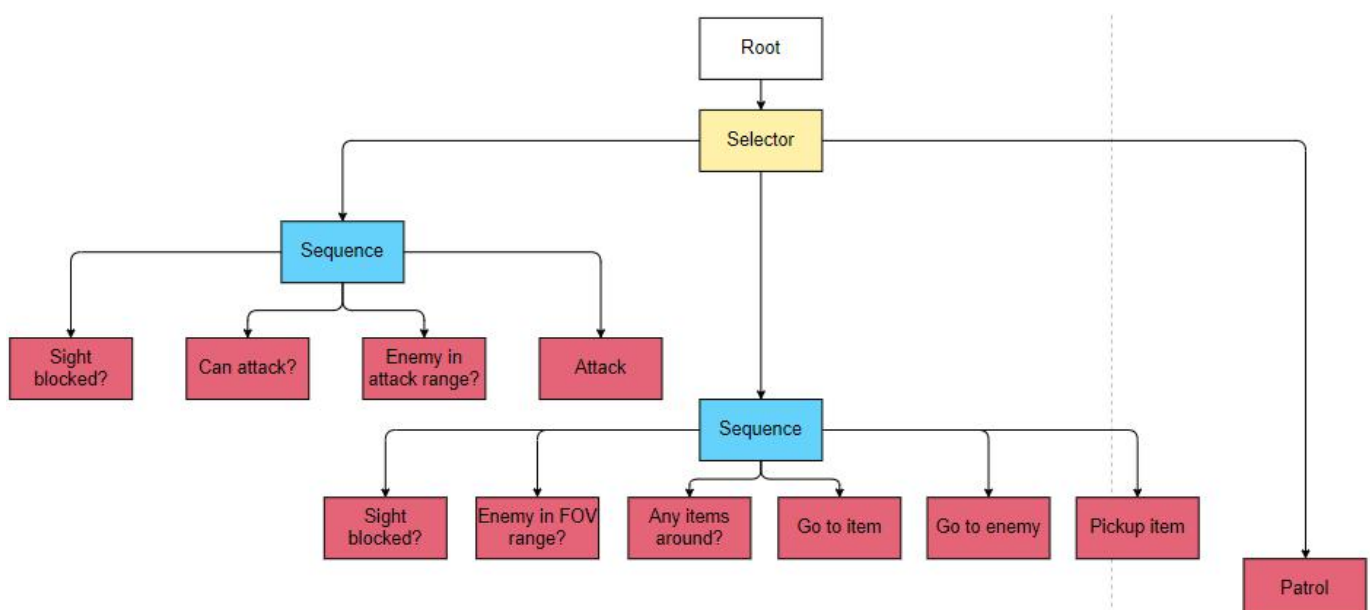 Root
Selector
Sequence
Sight
blocked?
Can attack?
Enemy in
attack range?
Attack
Sequence
Sight
blocked?
Enemy in FOV
range?
Any items
around?
Go to item
Go to enemy
Pickup item
Patrol